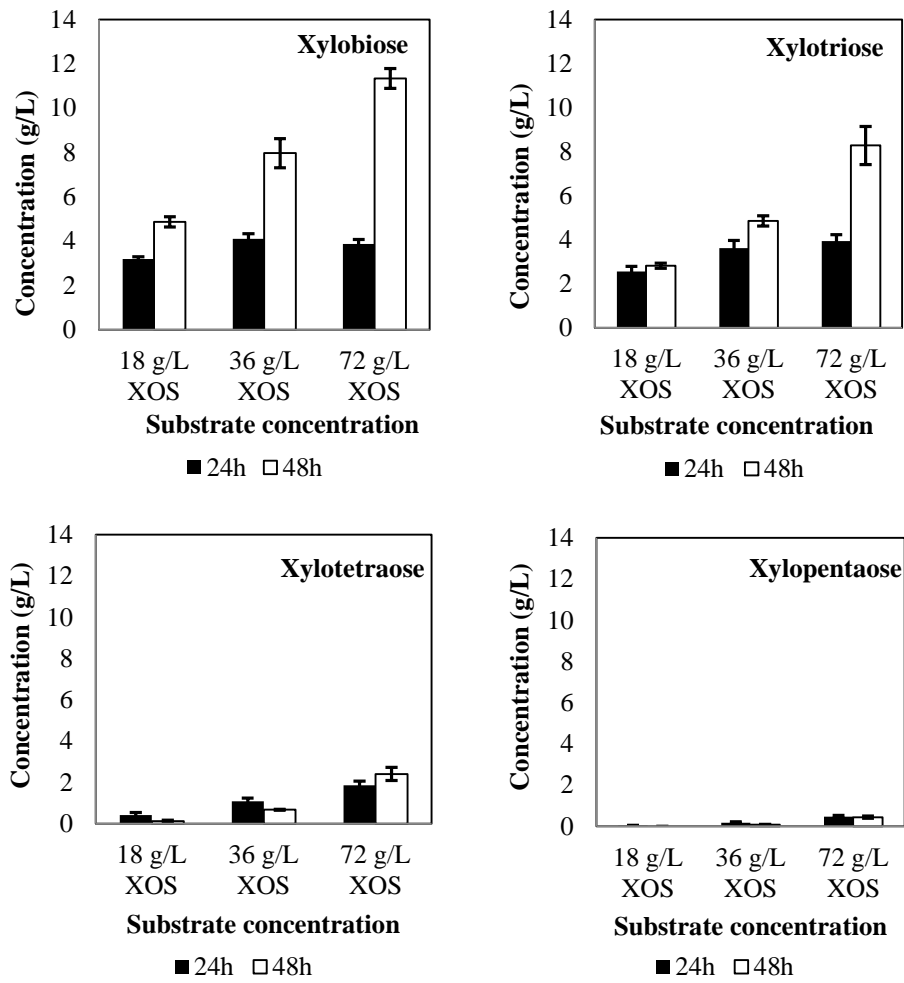 Xylobiose
Concentration (g/L)
14
12
10
8
6
4
2
0
18 g/L 36 g/L 72 g/L
XOS XOS XOS
Substrate concentration
24h 48h
Xylotriose
Concentration (g/L)
14
12
10
8
6
4
2
0
18 g/L 36 g/L 72 g/L
XOS XOS XOS
Substrate concentration
24h 48h
Xylotetraose
Concentration (g/L)
14
12
10
8
6
4
2
0
18 g/L 36 g/L 72 g/L
XOS XOS XOS
Substrate concentration
24h 48h
Xylopentaose
Concentration (g/L)
14
12
10
8
6
4
2
0
18 g/L 36 g/L 72 g/L
XOS XOS XOS
Substrate concentration
24h 48h